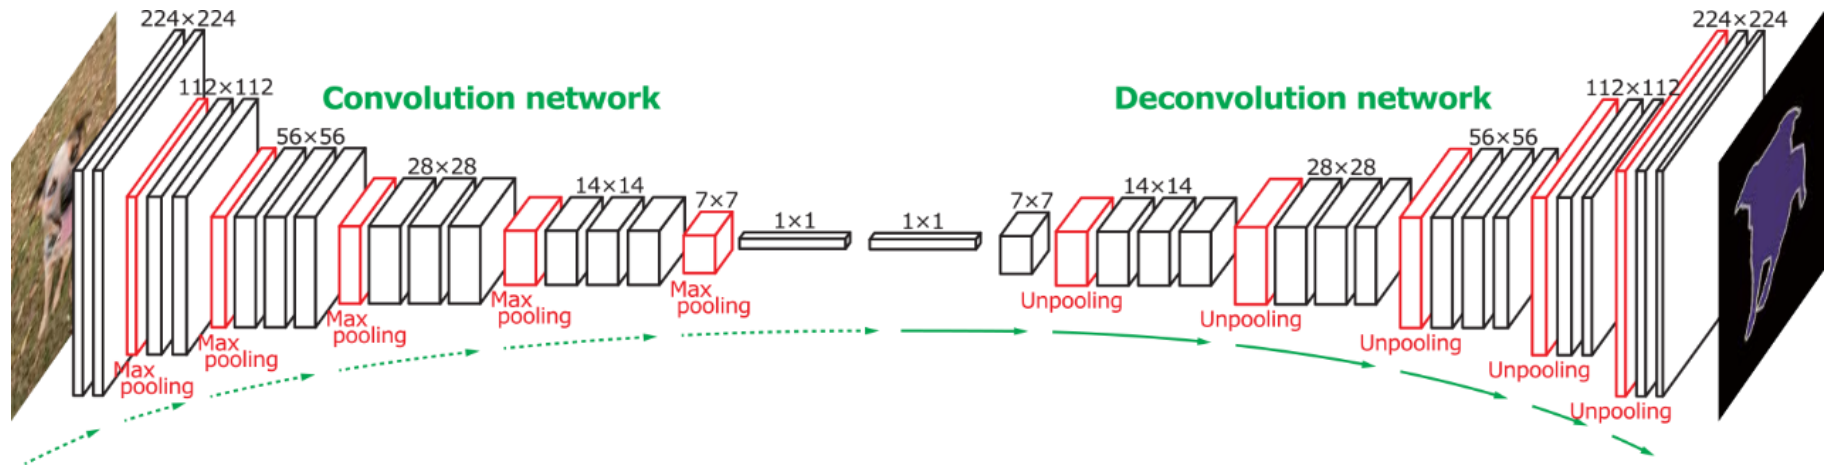 224×224
112×112
56×56
28×28
14×14
7×7
1×1
1×1
7×7
14×14
28×28
56×56
112×112
224×224
Convolution network
Deconvolution network
Max
pooling
Max
pooling
Max
pooling
Max
pooling
Max
pooling
Unpooling
Unpooling
Unpooling
Unpooling
Unpooling